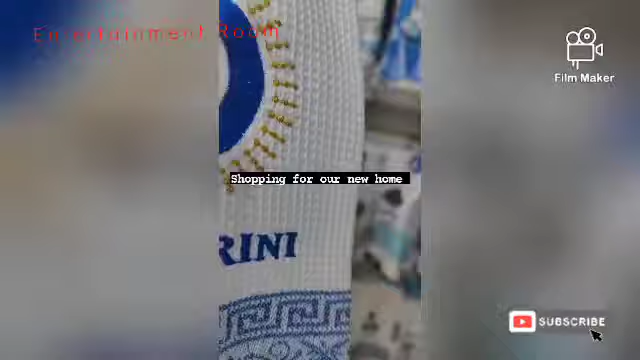 Entertainment Room
Film Maker
Shopping for our new home
RINI
SUBSCRIBE